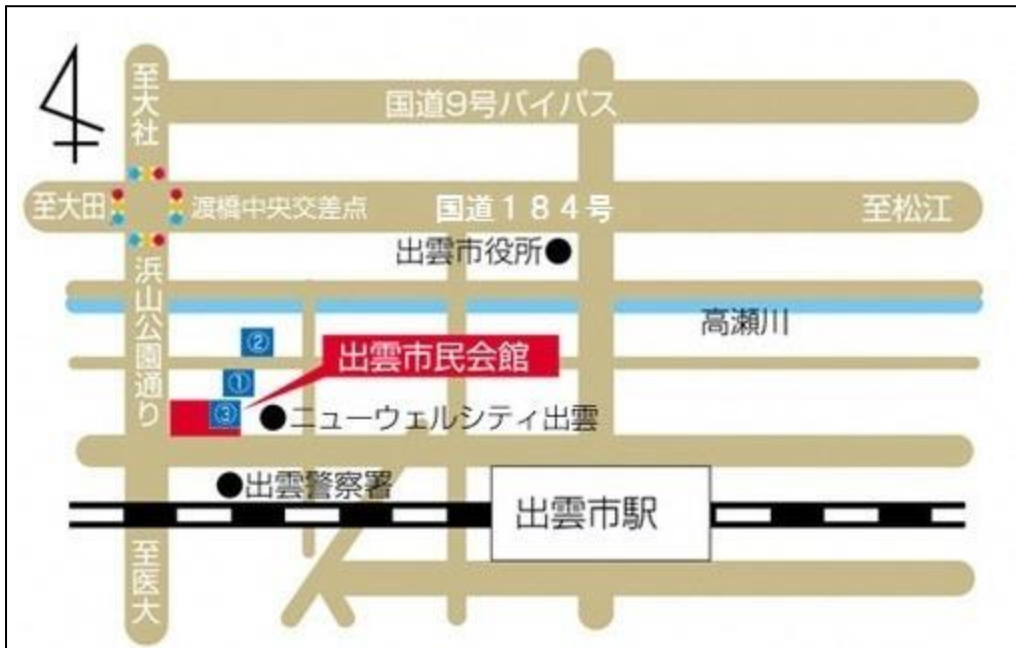 至大社
国道9号バイパス
至大田
渡橋中央交差点
国道184号
至松江
出雲市役所
浜山公園通り
高瀬川
②
出雲市民会館
①
③
ニューウェルシティ出雲
出雲警察署
出雲市駅
至医大